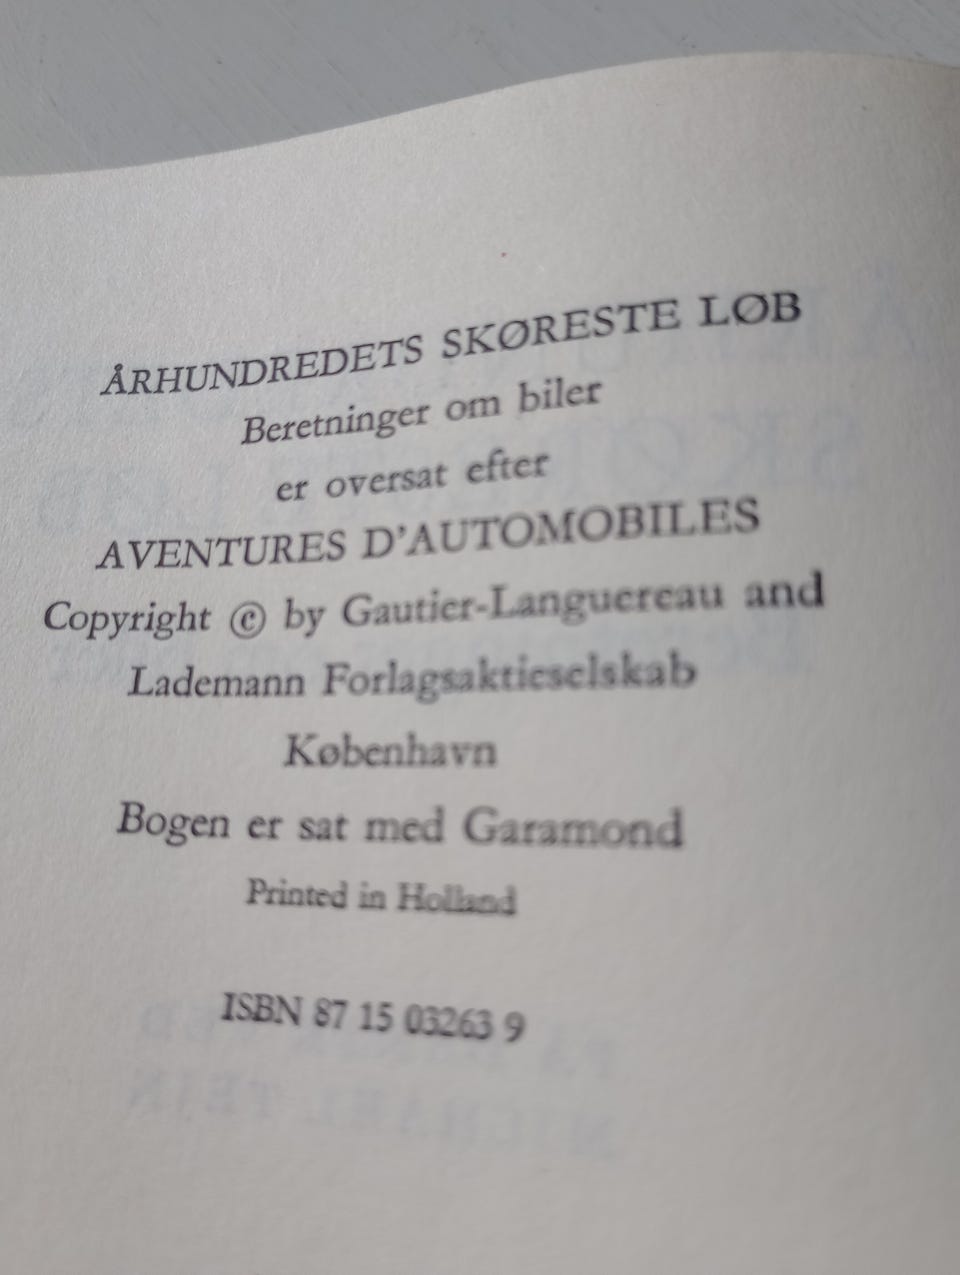 ÅRHUNDREDETS SKØRESTE LØB
Beretninger om biler
er oversat efter
AVENTURES D'AUTOMOBILES
Copyright © by Gautier-Languereau and
Lademann Forlagsaktieselskab
København
Bogen er sat med Garamond
Printed in Holland
ISBN 87 15 03263 9